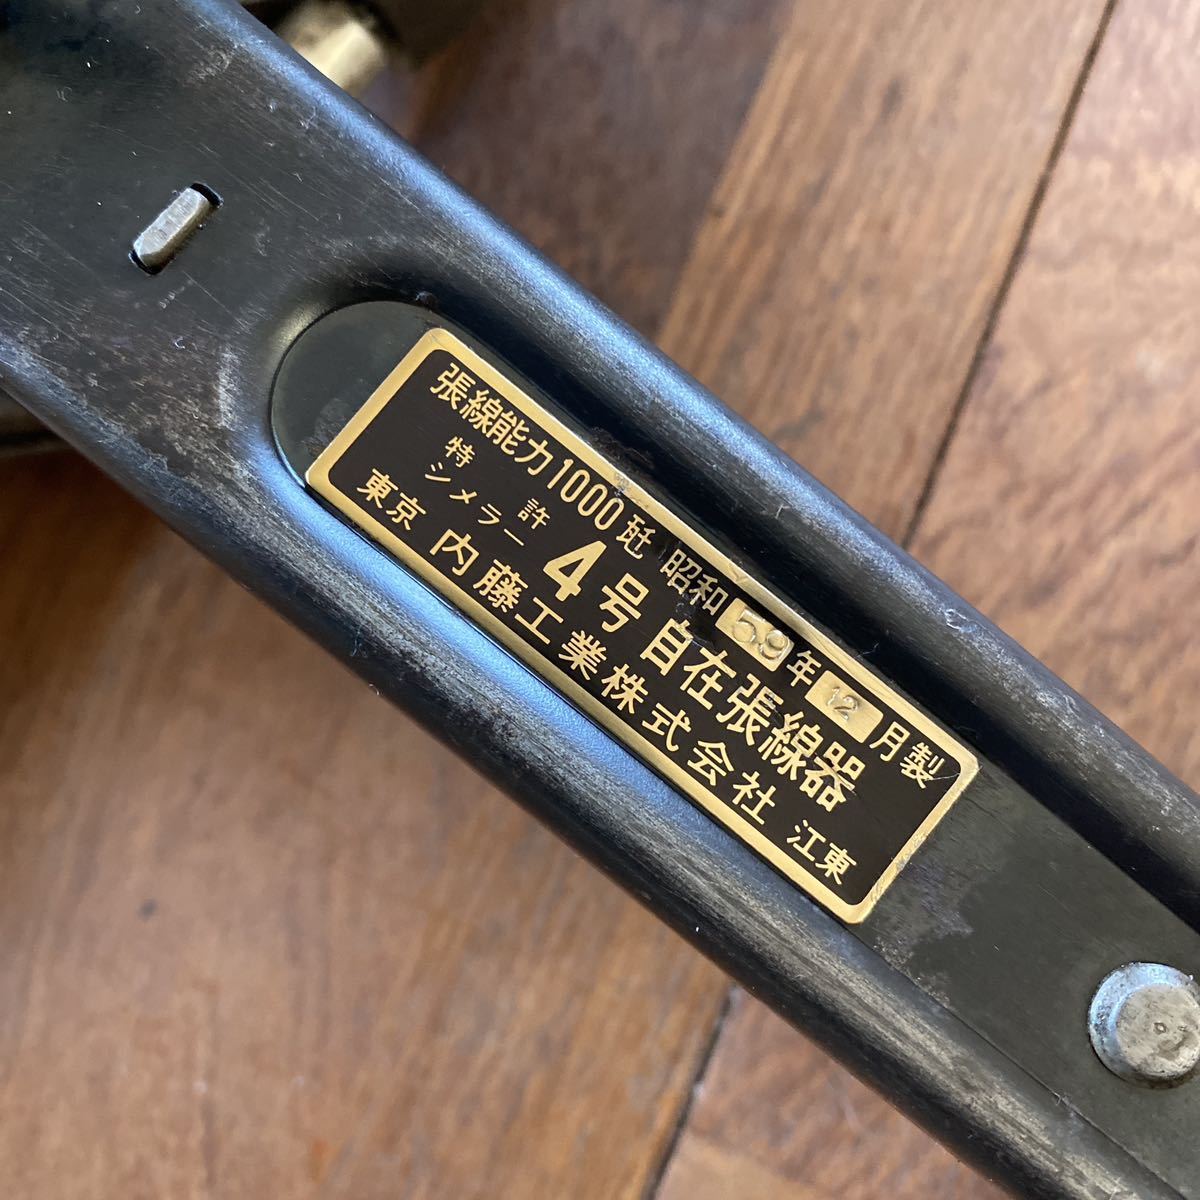 張線能力1000瓩 昭和59年12月製
特許
シメラー 4号自在張線器
東京 内藤工業株式会社 江東